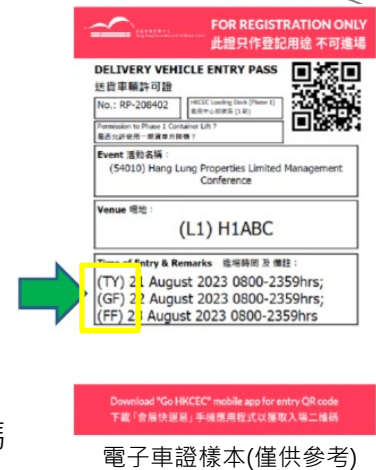 FOR REGISTRATION ONLY
此證只作登記用途 不可進場
DELIVERY VEHICLE ENTRY PASS
送貨車輛許可證
No.: RP-208402
HKCEC Loading Dock (Phase 1)
Permission to Phase 1 Container Lift ?
Event 活動名稱 :
(54010) Hang Lung Properties Limited Management
Conference
Venue 場地 :
(L1) H1ABC
Time of Entry & Remarks 進場時間 及 備註 :
(TY) 21 August 2023 0800-2359hrs;
(GF) 22 August 2023 0800-2359hrs;
(FF) 23 August 2023 0800-2359hrs
Download "Go HKCEC" mobile app for entry QR code
下載「會展快運易」手機應用程式以獲取入場二維碼
電子車證樣本(僅供參考)